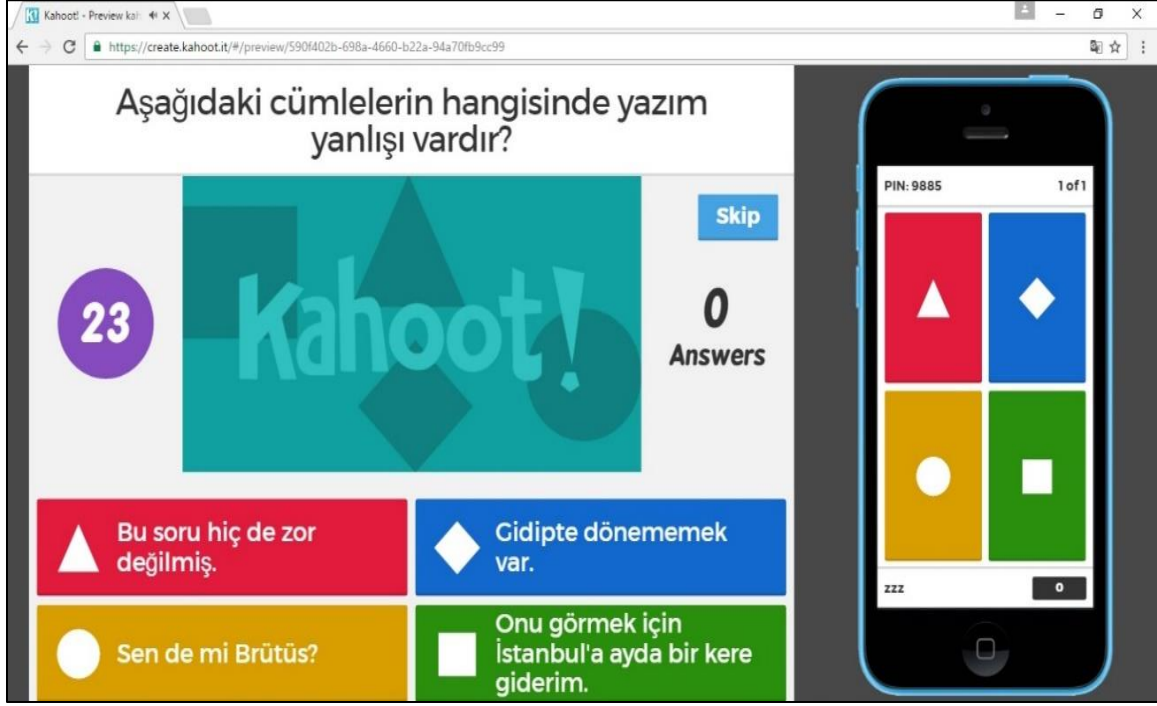 Kahoot! - Preview kah
https://create.kahoot.it/#/preview/590f402b-698a-4660-b22a-94a70fb9cc99
Aşağıdaki cümlelerin hangisinde yazım
yanlışı vardır?
Skip
23
Kahoot!
0
Answers
Bu soru hiç de zor
değilmiş.
Gidipte dönememek
var.
Sen de mi Brütüs?
Onu görmek için
İstanbul'a ayda bir kere
giderim.
PIN: 9885
1 of 1
zzz
0